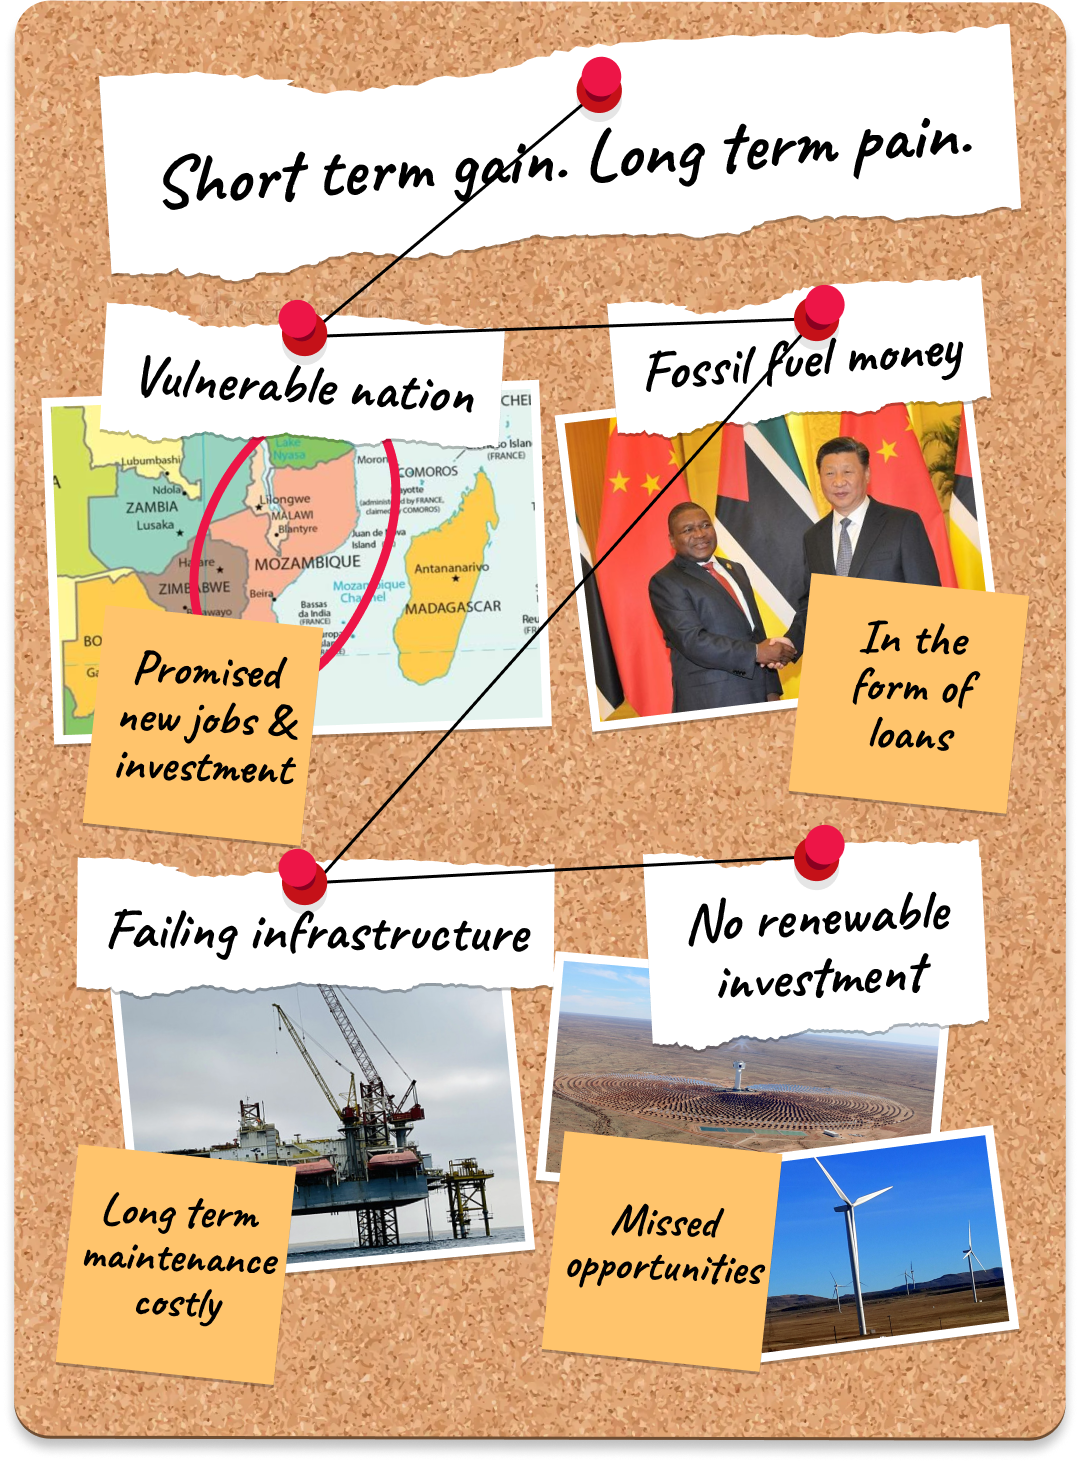 Short term gain. Long term pain.
Vulnerable nation
Fossil fuel money
Lake
Nyasa
Lubumbashi
Ndola
ZAMBIA
Lusaka
Lilongwe
MALAWI
Blantyre
Moroni
COMOROS
(FRANCE)
Juan de Nova
Island
Harare
ZIMBABWE
MOZAMBIQUE
Beira
Mozambique
Channel
Bassas
da India
(FRANCE)
Antananarivo
MADAGASCAR
Promised
new jobs &
investment
In the
form of
loans
Failing infrastructure
No renewable
investment
Long term
maintenance
costly
Missed
opportunities